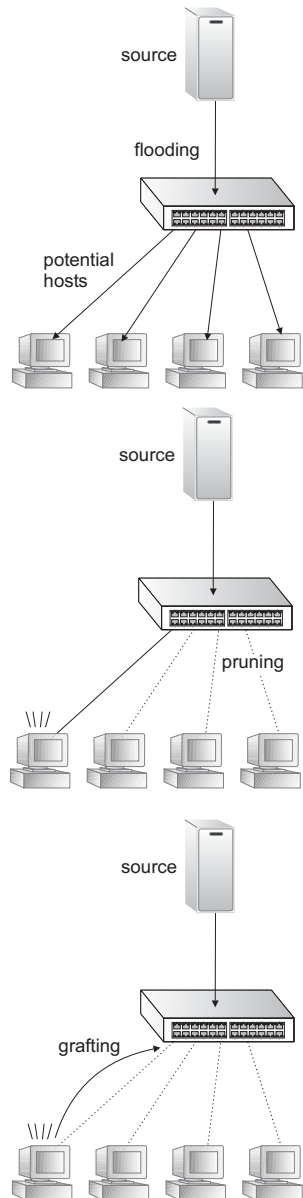 source
flooding
potential
hosts
source
pruning
source
grafting